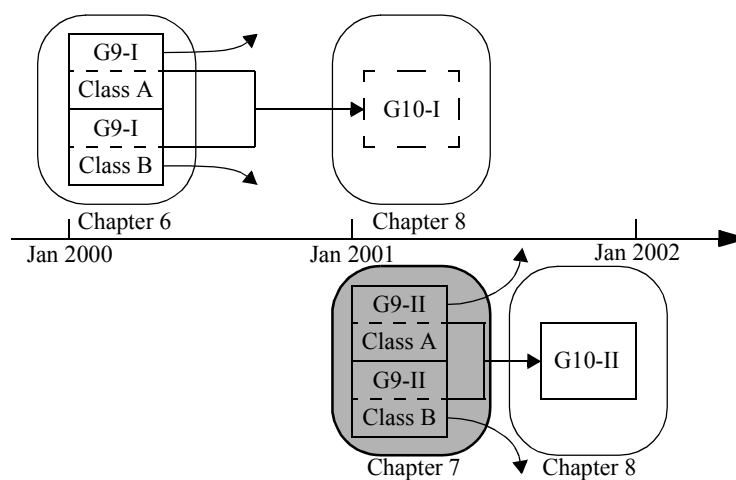 G9-I
Class A
G9-I
Class B
G10-I
Chapter 6
Chapter 8
Jan 2000
Jan 2001
Jan 2002
G9-II
Class A
G9-II
Class B
G10-II
Chapter 7
Chapter 8